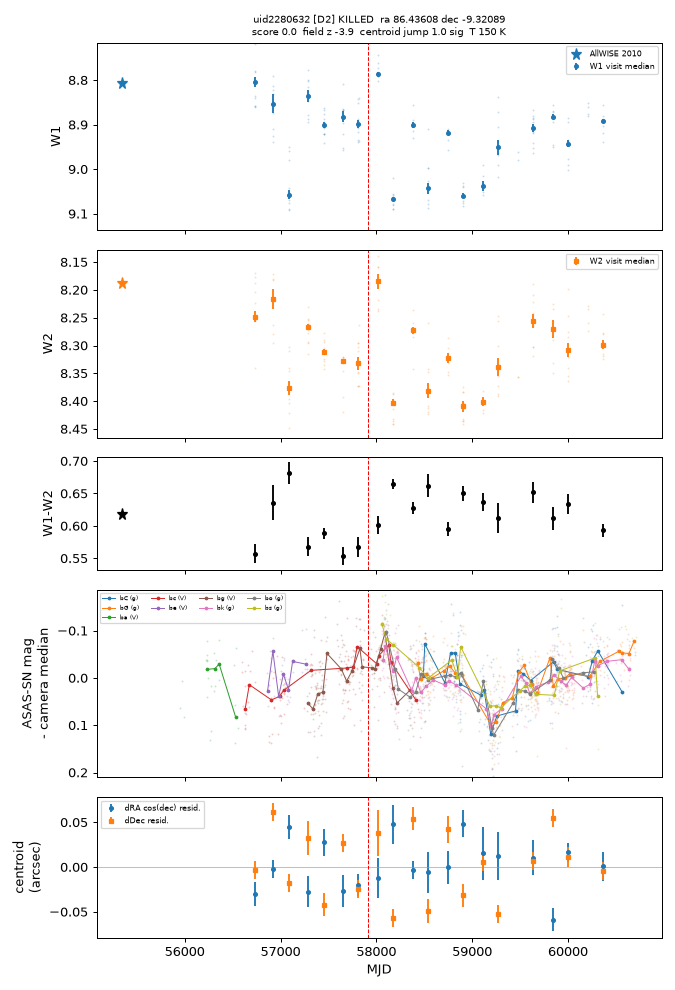 uid2280632 [D2] KILLED ra 86.43608 dec -9.32089
score 0.0 field z -3.9 centroid jump 1.0 sig T 150 K
AllWISE 2010
W1 visit median
W1
8.8
8.9
9.0
9.1
W2 visit median
W2
8.15
8.20
8.25
8.30
8.35
8.40
8.45
W1-W2
0.70
0.65
0.60
0.55
bC (g)
bG (g)
ba (V)
bc (V)
be (V)
bg (V)
bk (g)
bo (g)
bs (g)
ASAS-SN mag
- camera median
−0.1
0.0
0.1
0.2
dRA cos(dec) resid.
dDec resid.
centroid
(arcsec)
0.05
0.00
−0.05
56000
57000
58000
59000
60000
MJD